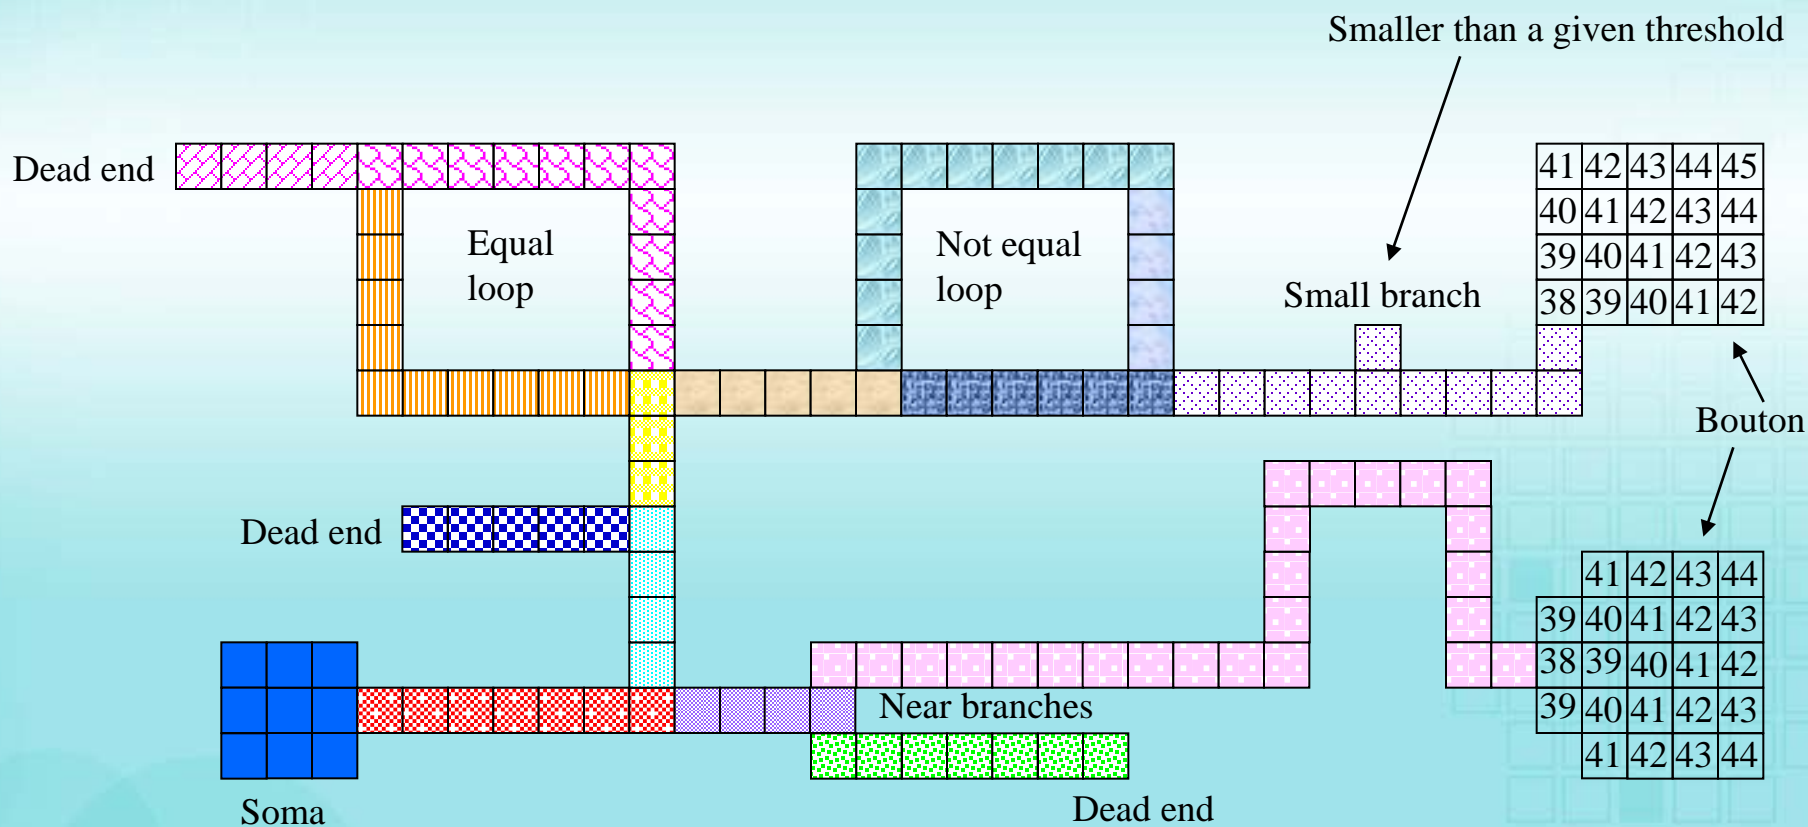 Smaller than a given threshold
Dead end
41 42 43 44 45
40 41 42 43 44
Equal
loop
Not equal
loop
39 40 41 42 43
Small branch
38 39 40 41 42
Bouton
Dead end
41 42 43 44
39 40 41 42 43
38 39 40 41 42
Near branches
39 40 41 42 43
41 42 43 44
Soma
Dead end